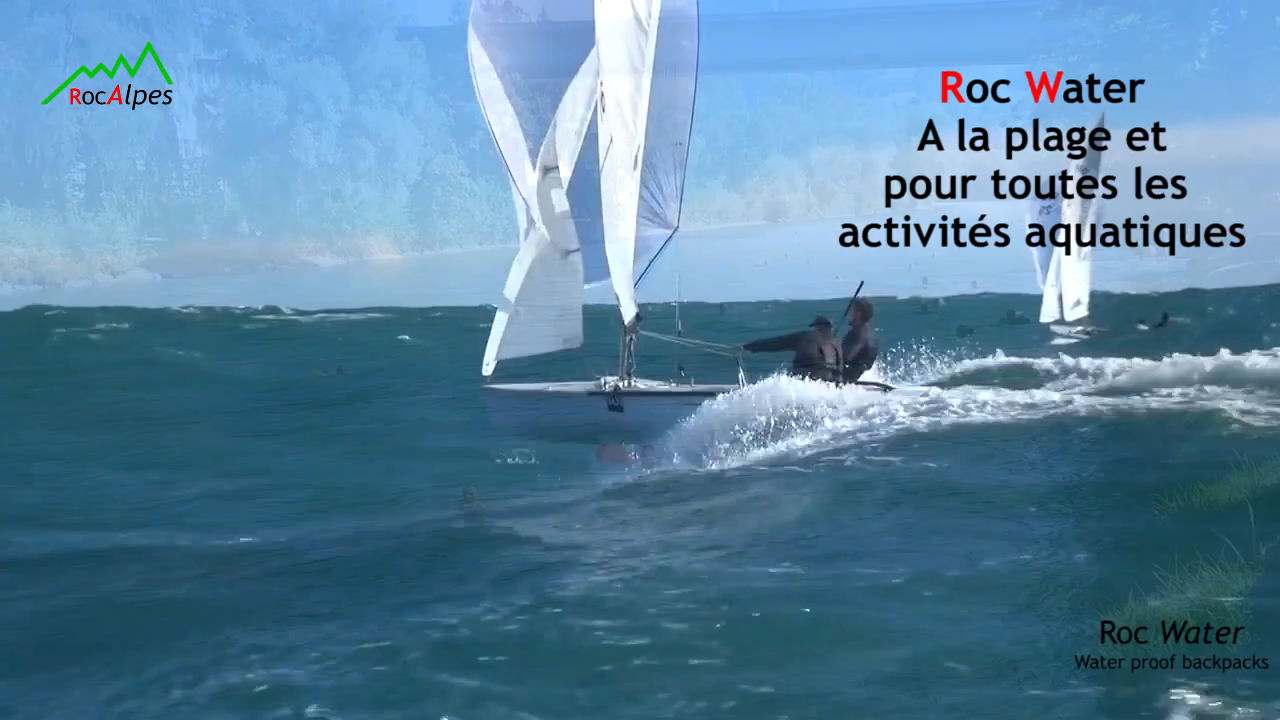 RocAlpes
Roc Water
A la plage et
pour toutes les
activités aquatiques
Roc Water
Water proof backpacks